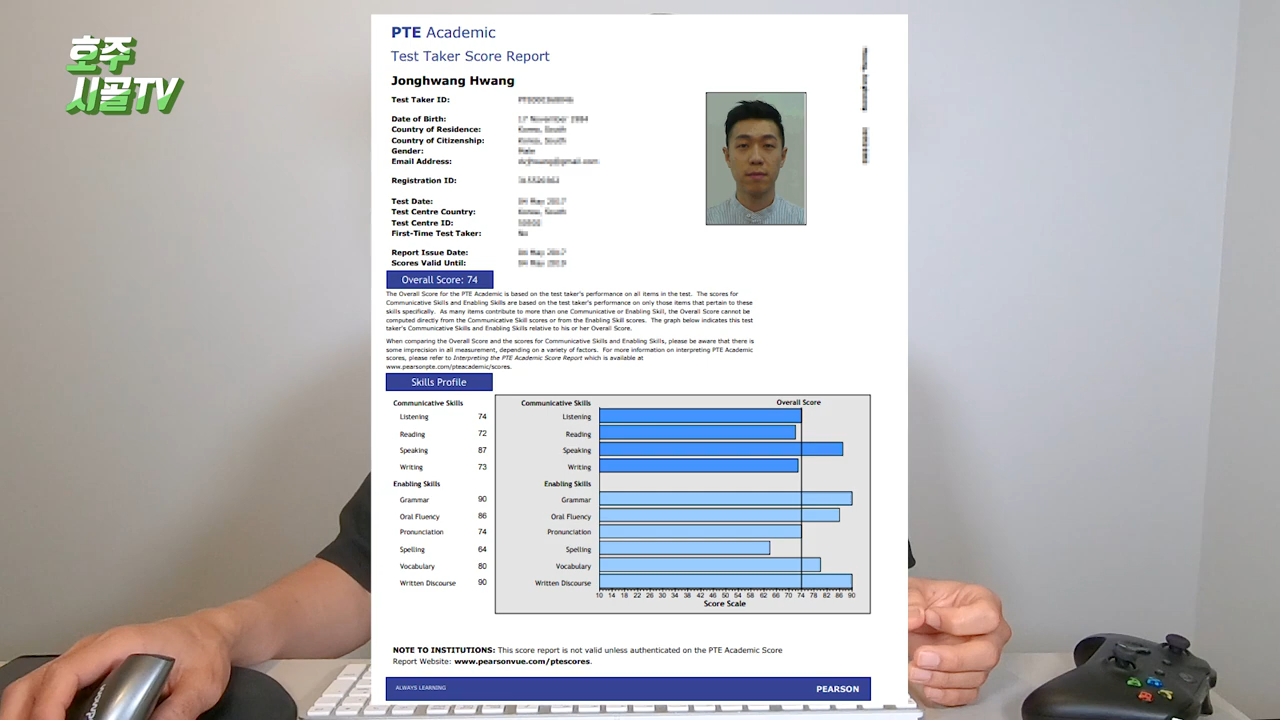 호주
시골TV
PTE Academic
Test Taker Score Report
Jonghwang Hwang
Test Taker ID:
Date of Birth:
Country of Residence:
Country of Citizenship:
Gender:
Email Address:
Registration ID:
Test Date:
Test Centre Country:
Test Centre ID:
First-Time Test Taker:
Report Issue Date:
Scores Valid Until:
Overall Score: 74
The Overall Score for the PTE Academic is based on the test taker's performance on all items in the test. The scores for
Communicative Skills and Enabling Skills are based on the test taker's performance on only those items that pertain to these
skills specifically. As many items contribute to more than one Communicative or Enabling Skill, the Overall Score cannot be
computed directly from the Communicative Skill scores or from the Enabling Skill scores. The graph below indicates this test
taker's Communicative Skills and Enabling Skills relative to his or her Overall Score.
When comparing the Overall Score and the scores for Communicative Skills and Enabling Skills, please be aware that there is
some imprecision in all measurement, depending on a variety of factors. For more information on interpreting PTE Academic
scores, please refer to Interpreting the PTE Academic Score Report which is available at
www.pearsonpte.com/pteacademic/scores.
Skills Profile
Communicative Skills
Listening 74
Reading 72
Speaking 87
Writing 73
Enabling Skills
Grammar 90
Oral Fluency 86
Pronunciation 74
Spelling 64
Vocabulary 80
Written Discourse 90
Communicative Skills Overall Score
Listening
Reading
Speaking
Writing
Enabling Skills
Grammar
Oral Fluency
Pronunciation
Spelling
Vocabulary
Written Discourse
10 14 18 22 26 30 34 38 42 46 50 54 58 62 66 70 74 78 82 86 90
Score Scale
NOTE TO INSTITUTIONS: This score report is not valid unless authenticated on the PTE Academic Score
Report Website: www.pearsonvue.com/ptescores.
ALWAYS LEARNING PEARSON